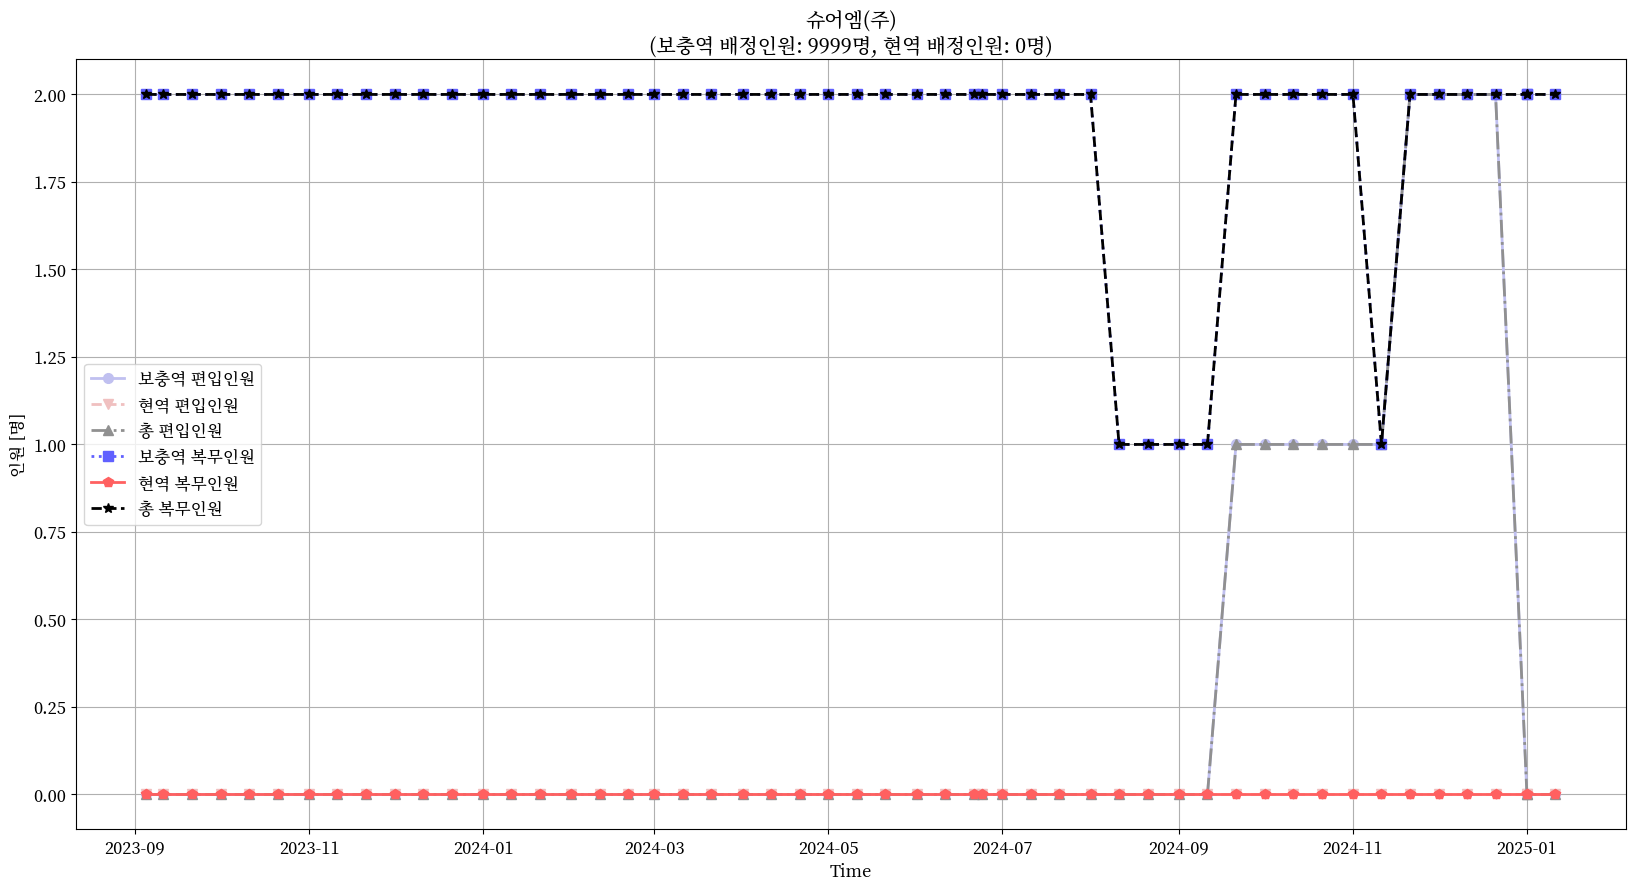 슈어엠(주)
(보충역 배정인원: 9999명, 현역 배정인원: 0명)
2.00
1.75
1.50
1.25
1.00
0.75
0.50
0.25
0.00
인원 [명]
보충역 편입인원
현역 편입인원
총 편입인원
보충역 복무인원
현역 복무인원
총 복무인원
2023-09
2023-11
2024-01
2024-03
2024-05
2024-07
2024-09
2024-11
2025-01
Time